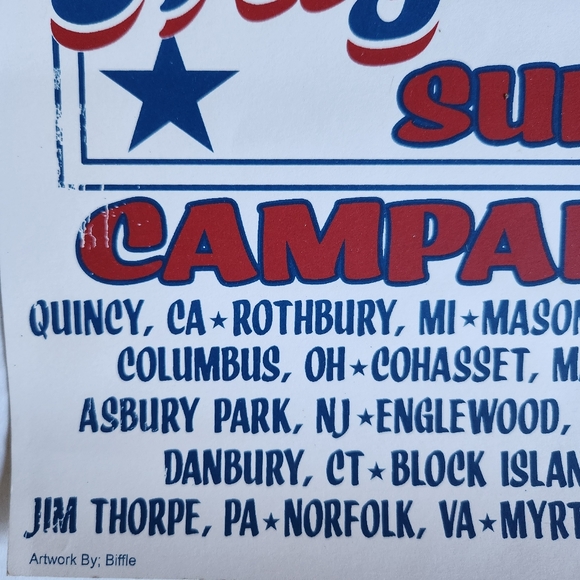 CAMPA
QUINCY, CA★ROTHBURY, MI★MASON
COLUMBUS, OH★COHASSET, M
ASBURY PARK, NJ★ENGLEWOOD,
DANBURY, CT★BLOCK ISLAN
JIM THORPE, PA★NORFOLK, VA★MYRT
Artwork By; Biffle